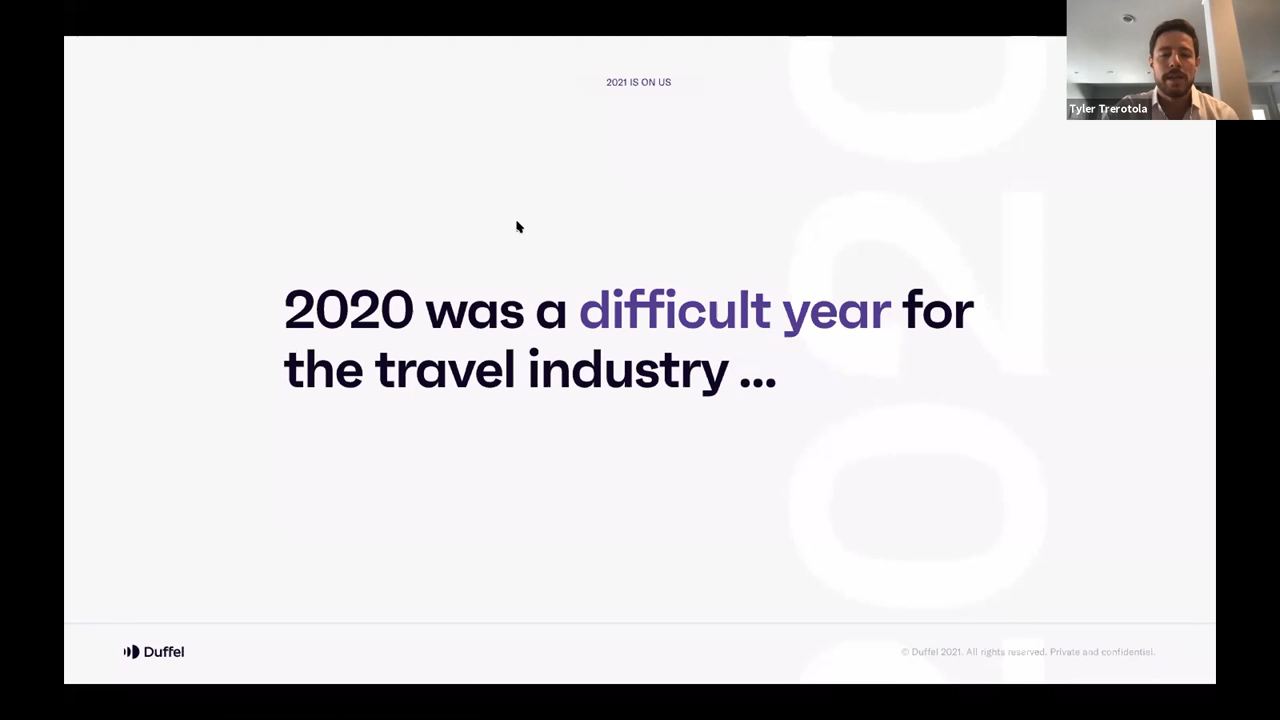 2021 IS ON US
Tyler Trerotola
2020 was a difficult year for
the travel industry ...
2020
Duffel
© Duffel 2021. All rights reserved. Private and confidential.